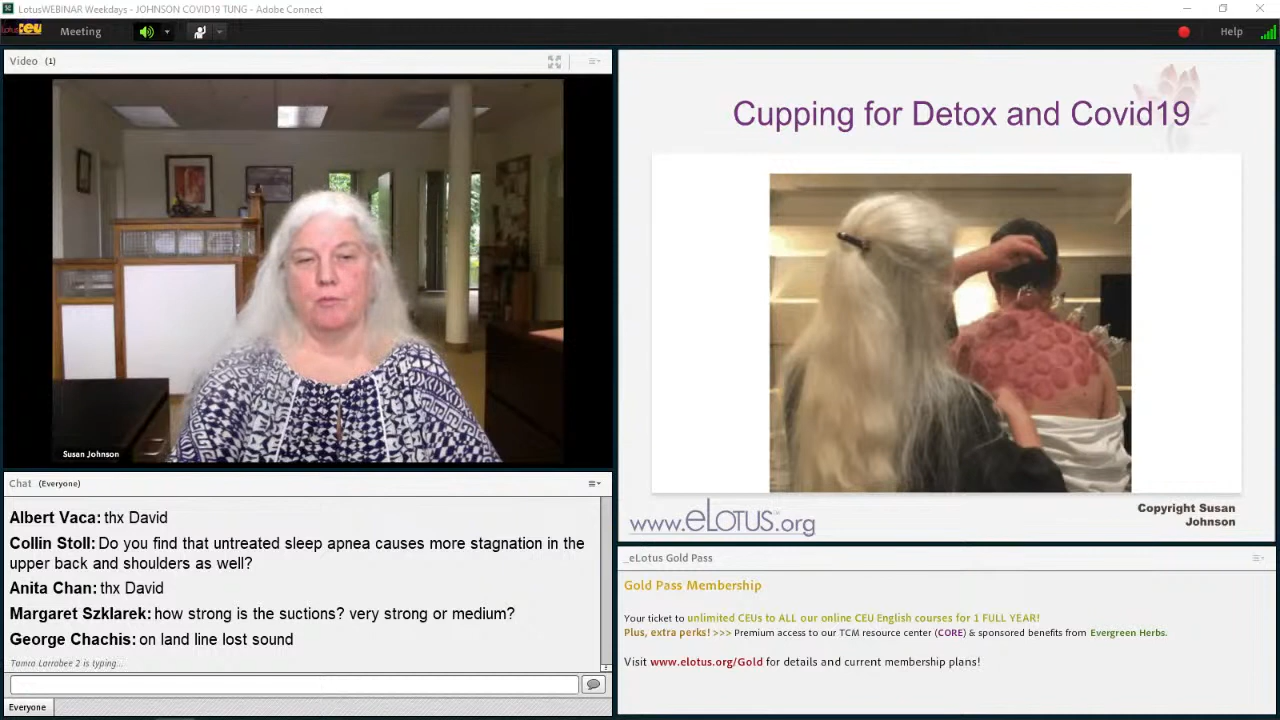 LotusWEBINAR Weekdays - JOHNSON COVID19 TUNG - Adobe Connect
Meeting
Help
Video (1)
Susan Johnson
Cupping for Detox and Covid19
www.eLOTUS.org
Copyright Susan
Johnson
Chat (Everyone)
Albert Vaca: thx David
Collin Stoll: Do you find that untreated sleep apnea causes more stagnation in the
upper back and shoulders as well?
Anita Chan: thx David
Margaret Szklarek: how strong is the suctions? very strong or medium?
George Chachis: on land line lost sound
Tamra Larrabee 2 is typing...
Everyone
_eLotus Gold Pass
Gold Pass Membership
Your ticket to unlimited CEUs to ALL our online CEU English courses for 1 FULL YEAR!
Plus, extra perks! >>> Premium access to our TCM resource center (CORE) & sponsored benefits from Evergreen Herbs.
Visit www.elotus.org/Gold for details and current membership plans!